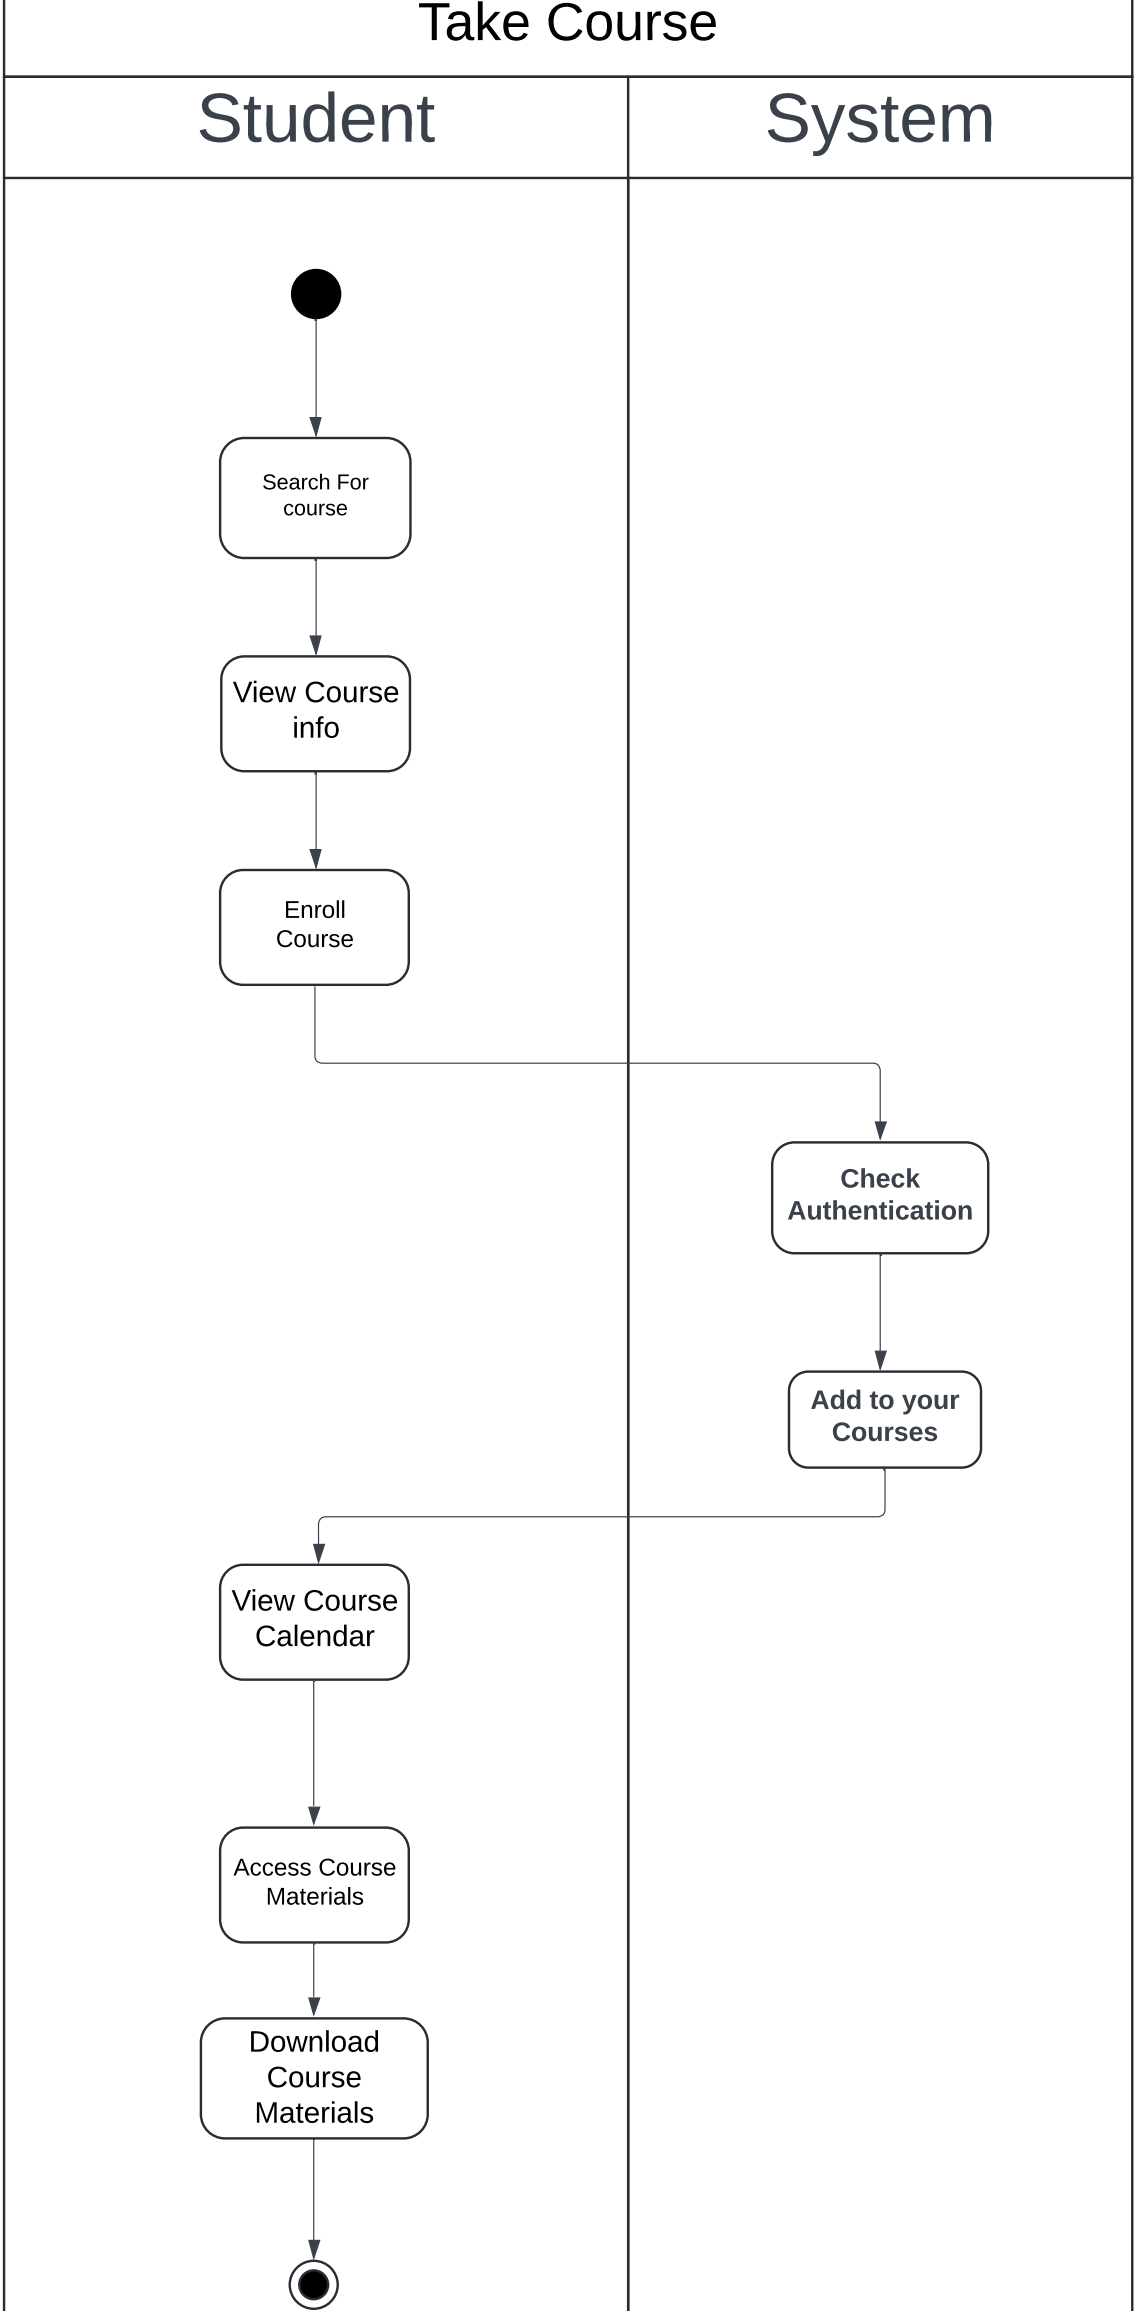 Take Course
Student
System
Search For
course
View Course
info
Enroll
Course
Check
Authentication
Add to your
Courses
View Course
Calendar
Access Course
Materials
Download
Course
Materials